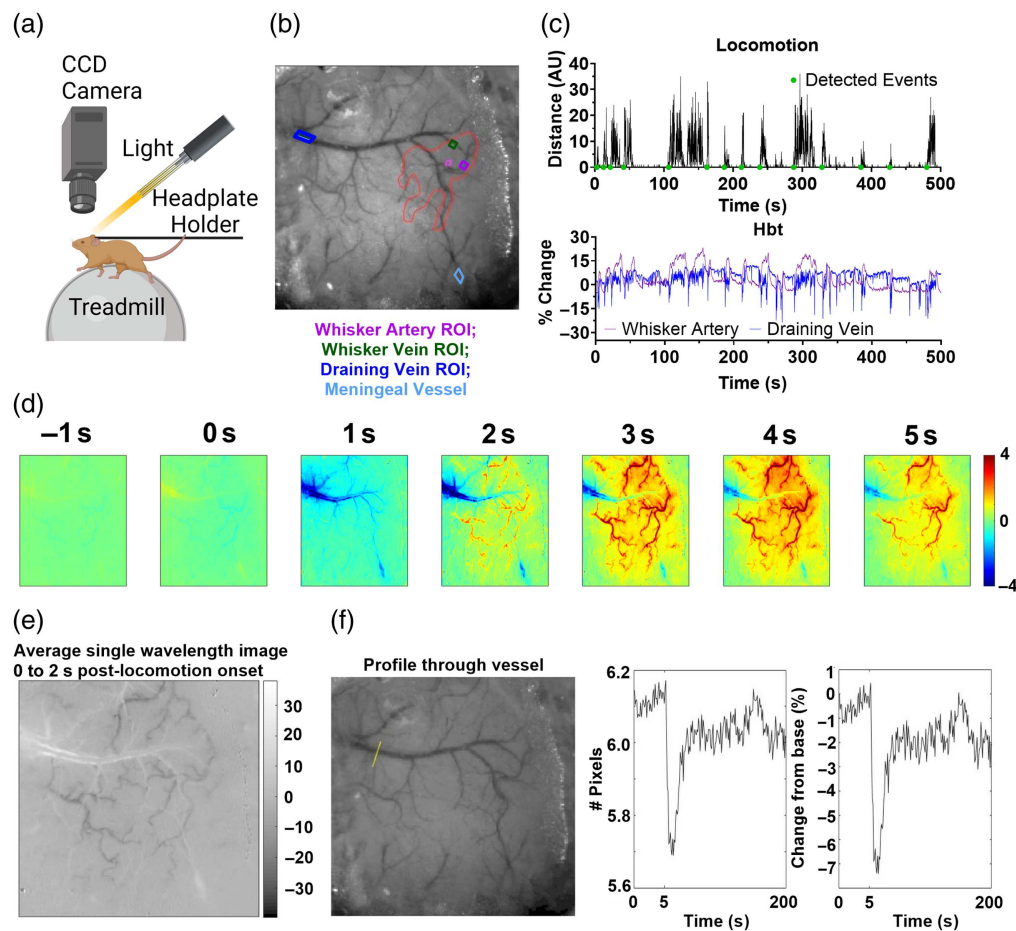 (a)
CCD
Camera
Light
Headplate
Holder
Treadmill
(b)
Whisker Artery ROI;
Whisker Vein ROI;
Draining Vein ROI;
Meningeal Vessel
(c)
Locomotion
Detected Events
Distance (AU)
40
30
20
10
0
0 100 200 300 400 500
Time (s)
Hbt
% Change
30
15
0
−15
−30
Whisker Artery Draining Vein
0 100 200 300 400 500
Time (s)
(d)
−1 s 0 s 1 s 2 s 3 s 4 s 5 s
4
0
−4
(e)
Average single wavelength image
0 to 2 s post-locomotion onset
30
20
10
0
−10
−20
−30
(f)
Profile through vessel
# Pixels
6.2
6.0
5.8
5.6
0 5 200
Time (s)
Change from base (%)
1
0
−1
−2
−3
−4
−5
−6
−7
0 5 200
Time (s)